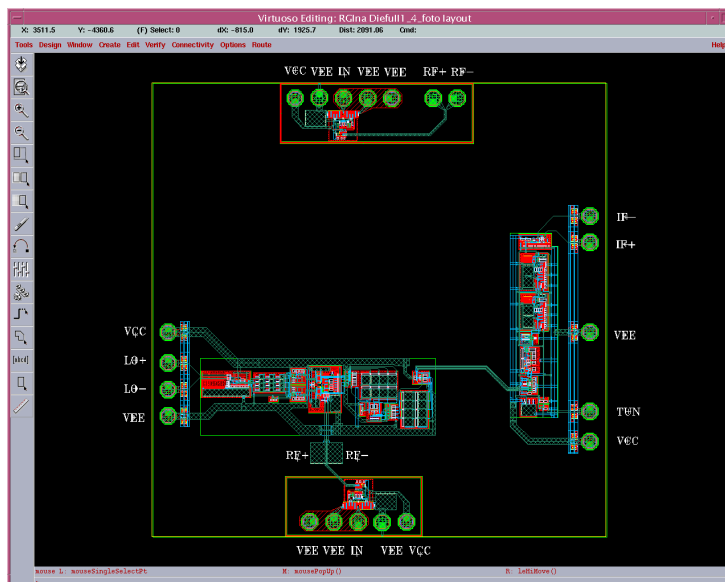 Virtuoso Editing: RGlna Diefull1_4_foto layout
X: 3511.5 Y: -4360.6 (F) Select: 0 dX: -815.0 dY: 1925.7 Dist: 2091.06 Cmd:
Tools Design Window Create Edit Verify Connectivity Options Route Help
VCC VEE IN VEE VEE RF+ RF-
IF-
IF+
VCC
VEE
LO+
LO-
VEE
TUN
VCC
RF+ RF-
VEE VEE IN VEE VCC
[abcd]
mouse L: mouseSingleSelectPt M: mousePopUp() R: leHiMove()